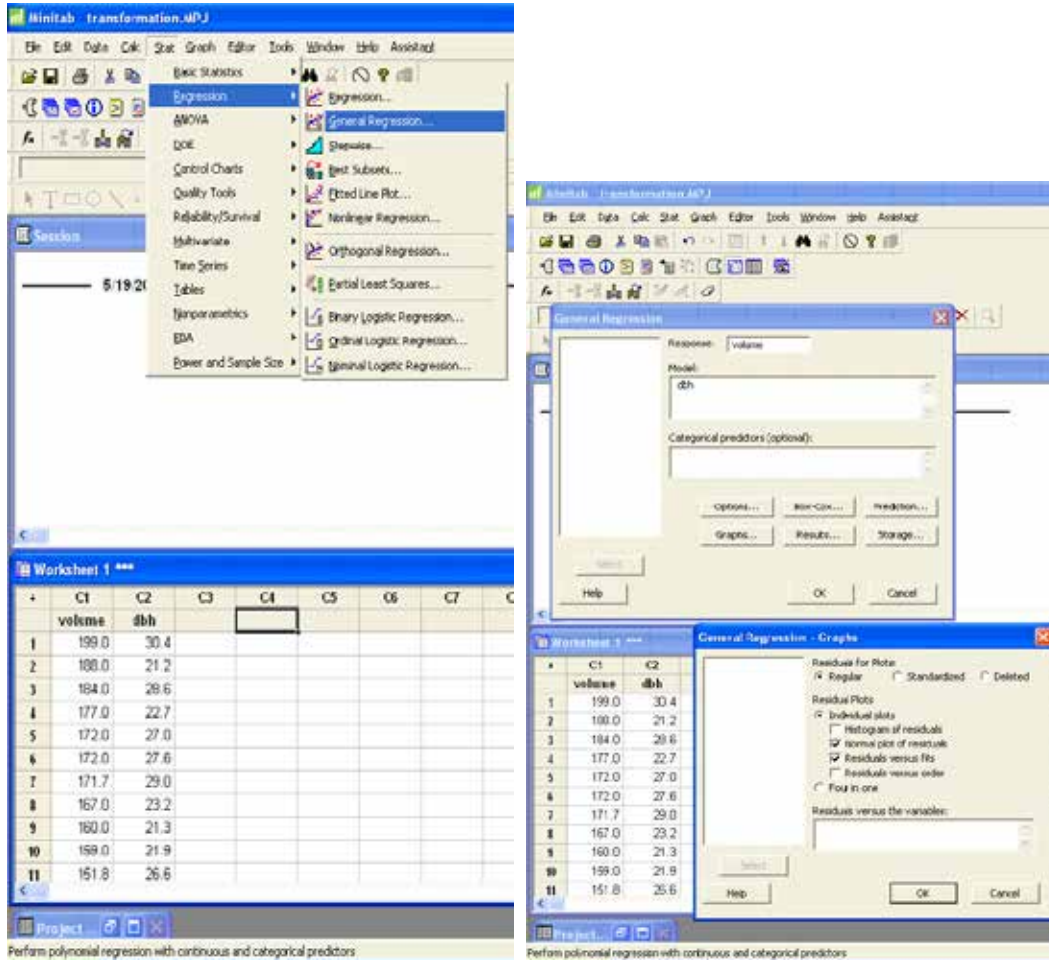 Minitab transformation.MPJ
File Edit Data Calc Stat Graph Editor Tools Window Help Assistant
Basic Statistics
Regression
ANOVA
DOE
Control Charts
Quality Tools
Reliability/Survival
Multivariate
Time Series
Tables
Nonparametrics
EDA
Power and Sample Size
Regression...
General Regression...
Stepwise...
Best Subsets...
Fitted Line Plot...
Nonlinear Regression...
Orthogonal Regression...
Partial Least Squares...
Binary Logistic Regression...
Ordinal Logistic Regression...
Nominal Logistic Regression...
Session
5/19/20
Worksheet 1 ***
C1 C2 C3 C4 C5 C6 C7 C
volume dbh
1 199.0 30.4
2 188.0 21.2
3 184.0 28.6
4 177.0 22.7
5 172.0 27.0
6 172.0 27.6
7 171.7 29.0
8 167.0 23.2
9 160.0 21.3
10 159.0 21.9
11 151.8 26.6
Project...
Perform polynomial regression with continuous and categorical predictors
Minitab transformation.MPJ
File Edit Data Calc Stat Graph Editor Tools Window Help Assistant
General Regression
Response: volume
Model:
dbh
Categorical predictors (optional):
Options... Box-Cox... Prediction...
Graphs... Results... Storage...
Select
Help OK Cancel
Worksheet 1 ***
C1 C2
volume dbh
1 199.0 30.4
2 188.0 21.2
3 184.0 28.6
4 177.0 22.7
5 172.0 27.0
6 172.0 27.6
7 171.7 29.0
8 167.0 23.2
9 160.0 21.3
10 159.0 21.9
11 151.8 26.6
General Regression - Graphs
Residuals for Plots:
Regular Standardized Deleted
Residual Plots
Individual plots
Histogram of residuals
Normal plot of residuals
Residuals versus fits
Residuals versus order
Four in one
Residuals versus the variables:
Select
Help OK Cancel
Project...
Perform polynomial regression with continuous and categorical predictors